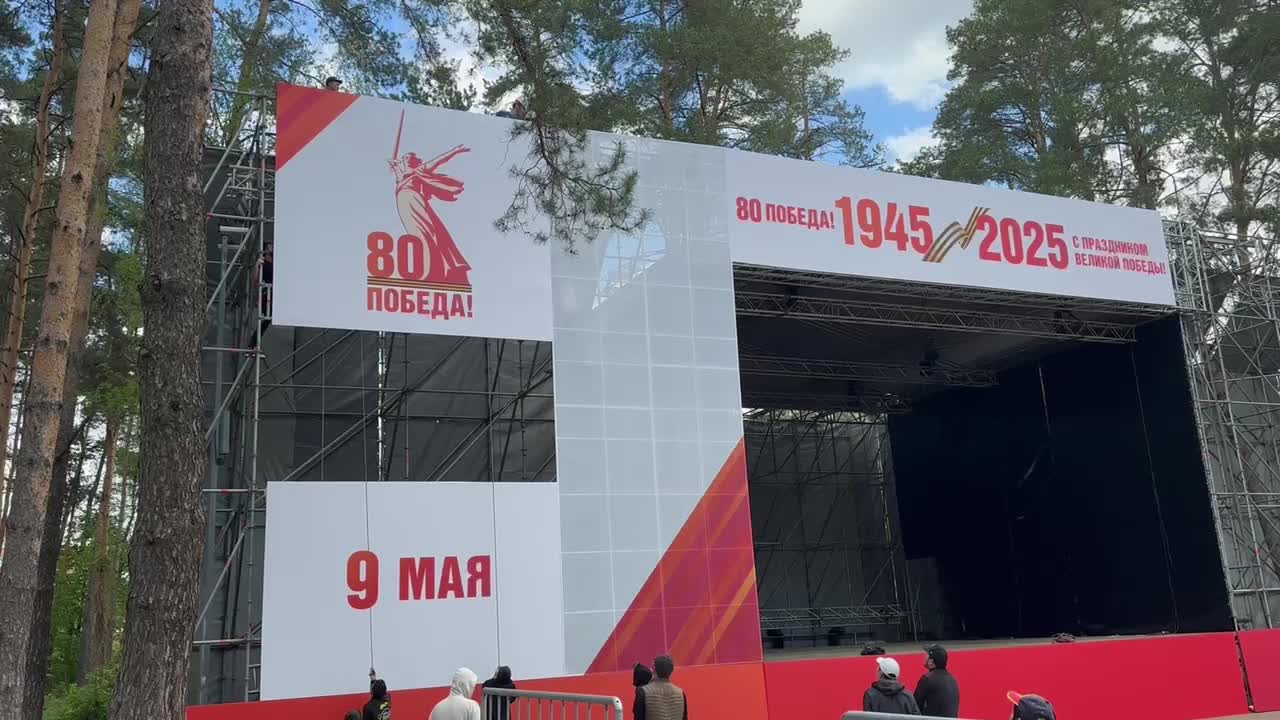 80
ПОБЕДА!
80 ПОБЕДА! 1945 2025 С ПРАЗДНИКОМ
ВЕЛИКОЙ ПОБЕДЫ!
9 МАЯ